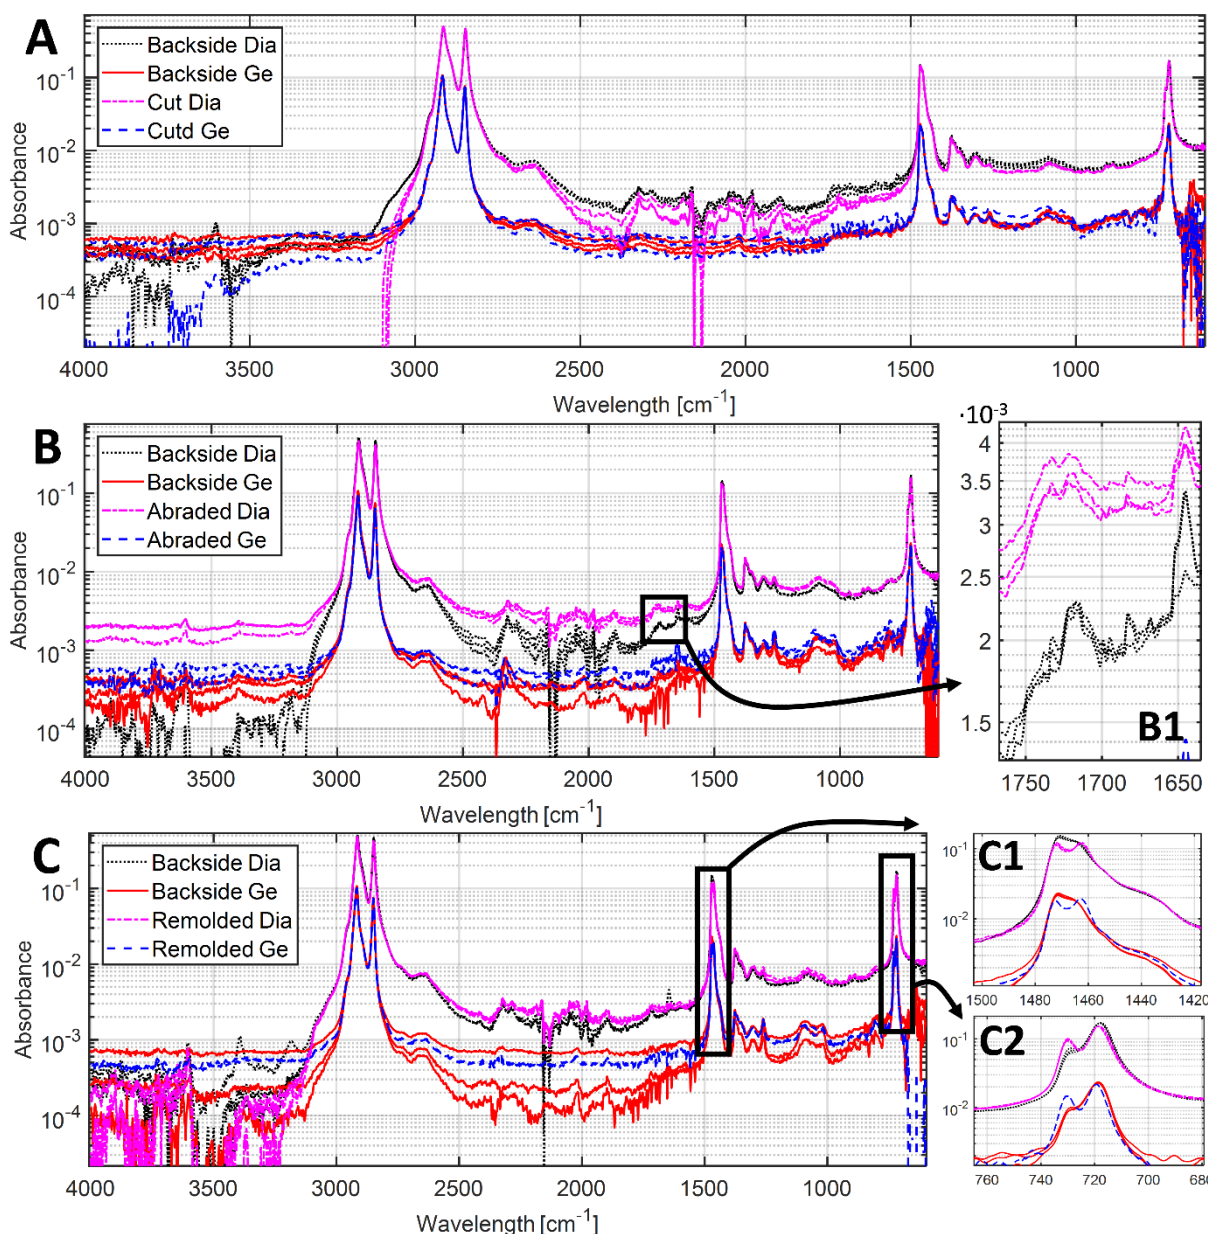 A
Backside Dia
Backside Ge
Cut Dia
Cutd Ge
Absorbance
10-1
10-2
10-3
10-4
4000 3500 3000 2500 2000 1500 1000
Wavelength [cm-1]
B
Backside Dia
Backside Ge
Abraded Dia
Abraded Ge
Absorbance
10-1
10-2
10-3
10-4
4000 3500 3000 2500 2000 1500 1000
Wavelength [cm-1]
·10-3
4
3.5
3
2.5
2
1.5
B1
1750 1700 1650
C
Backside Dia
Backside Ge
Remolded Dia
Remolded Ge
Absorbance
10-1
10-2
10-3
10-4
4000 3500 3000 2500 2000 1500 1000
Wavelength [cm-1]
C1
10-1
10-2
1500 1480 1460 1440 1420
C2
10-1
10-2
760 740 720 700 680